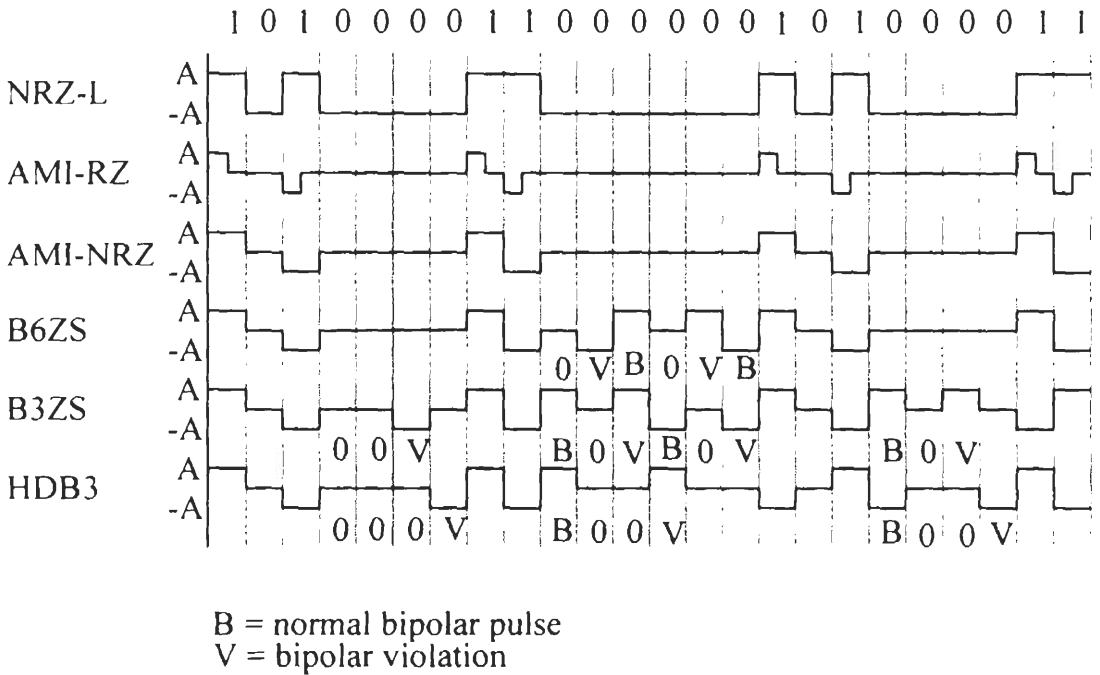 1 0 1 0 0 0 0 1 1 0 0 0 0 0 0 1 0 1 0 0 0 0 1 1
A
NRZ-L
-A
A
AMI-RZ
-A
A
AMI-NRZ
-A
A
B6ZS
-A
0 V B 0 V B
A
B3ZS
-A
0 0 V B 0 V B 0 V B 0 V
A
HDB3
-A
0 0 0 V B 0 0 V B 0 0 V
B = normal bipolar pulse
V = bipolar violation